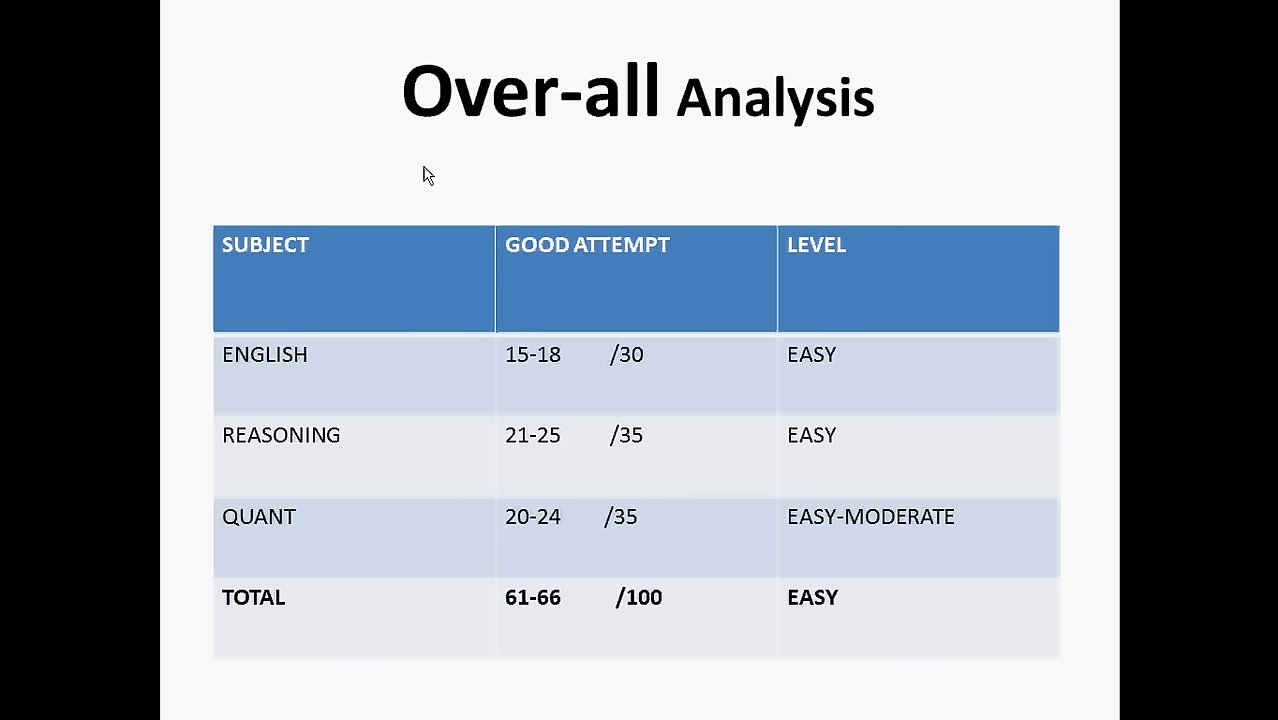 Over-all Analysis
SUBJECT GOOD ATTEMPT LEVEL
ENGLISH 15-18 /30 EASY
REASONING 21-25 /35 EASY
QUANT 20-24 /35 EASY-MODERATE
TOTAL 61-66 /100 EASY